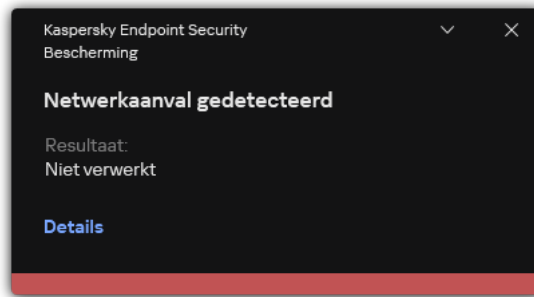 Kaspersky Endpoint Security
Bescherming
Netwerkaanval gedetecteerd
Resultaat:
Niet verwerkt
Details